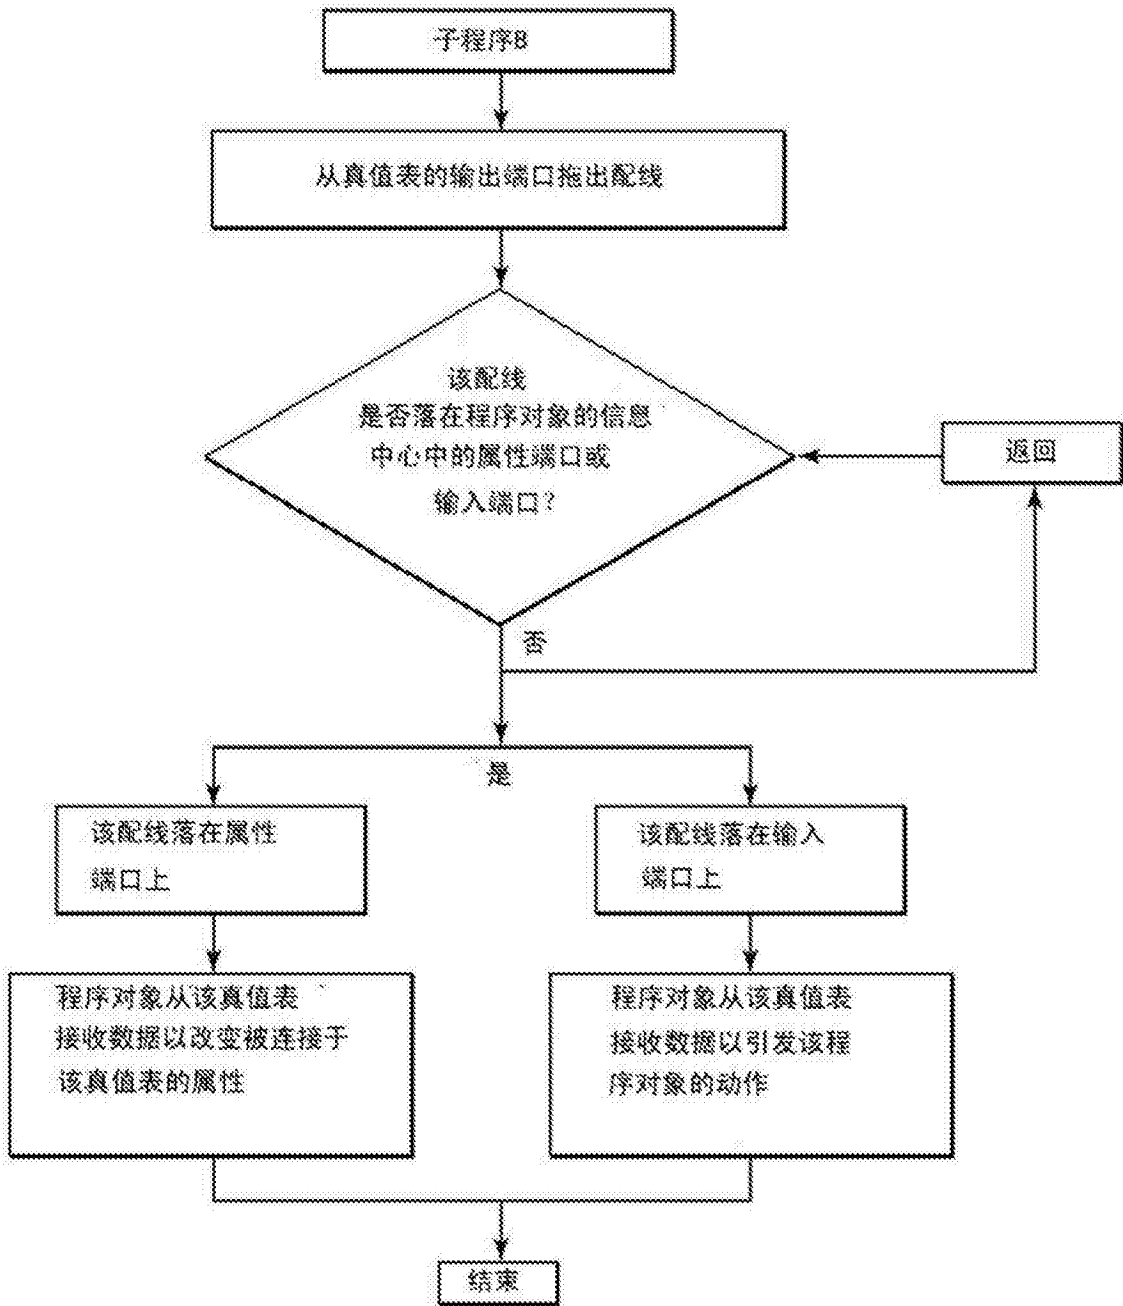 子程序B
从真值表的输出端口拖出配线
该配线
是否落在程序对象的信息
中心中的属性端口或
输入端口?
返回
否
是
该配线落在属性
端口上
该配线落在输入
端口上
程序对象从该真值表
接收数据以改变被连接于
该真值表的属性
程序对象从该真值表
接收数据以引发该程
序对象的动作
结束